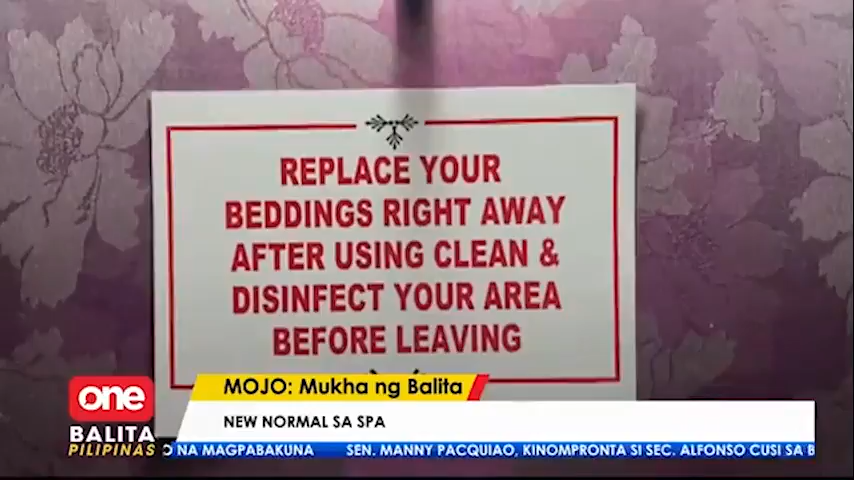 REPLACE YOUR
BEDDINGS RIGHT AWAY
AFTER USING CLEAN &
DISINFECT YOUR AREA
BEFORE LEAVING
MOJO: Mukha ng Balita
NEW NORMAL SA SPA
one
BALITA
PILIPINAS
NA MAGPABAKUNA SEN. MANNY PACQUIAO, KINOMPRONTA SI SEC. ALFONSO CUSI SA